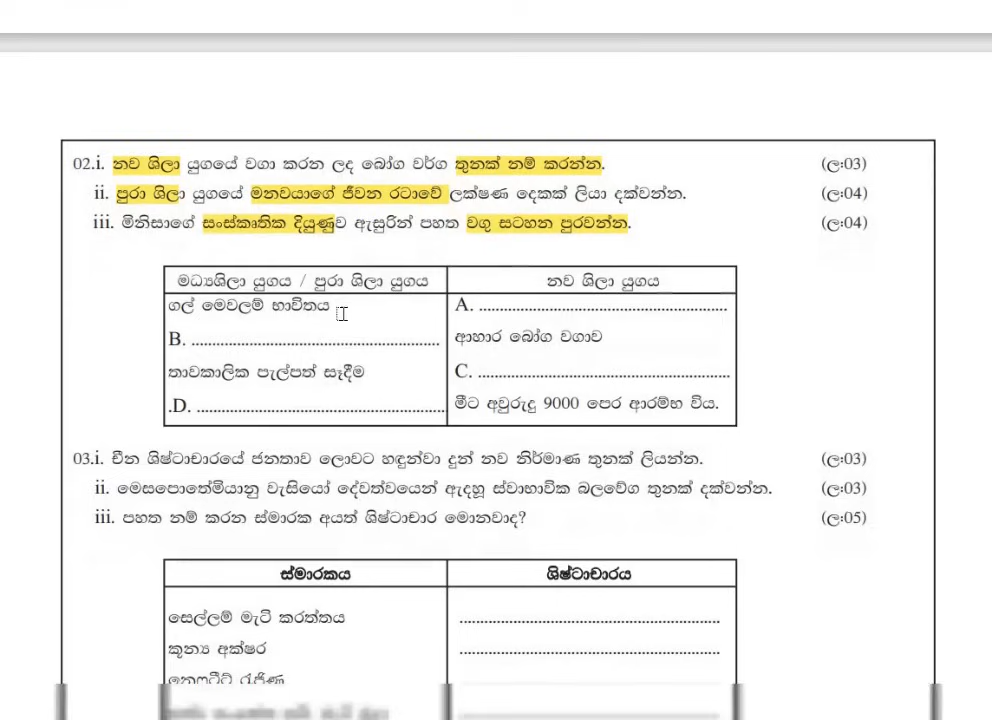 02.i. නව ශිලා යුගයේ වගා කරන ලද බෝග වර්ග තුනක් නම් කරන්න. (ල:03)
ii. පුරා ශිලා යුගයේ මානවයාගේ ජීවන රටාවේ ලක්ෂණ දෙකක් ලියා දක්වන්න. (ල:04)
iii. මිනිසාගේ සංස්කෘතික දියුණුව ඇසුරින් පහත වගු සටහන පුරවන්න. (ල:04)
මධ්‍යශිලා යුගය / පුරා ශිලා යුගය නව ශිලා යුගය
ගල් මෙවලම් භාවිතය A. ................................................
B. ................................................ ආහාර බෝග වගාව
තාවකාලික පැල්පත් සෑදීම C. ................................................
.D. ................................................ මීට අවුරුදු 9000 පෙර ආරම්භ විය.
03.i. චීන ශිෂ්ටාචාරයේ ජනතාව ලොවට හඳුන්වා දුන් නව නිර්මාණ තුනක් ලියන්න. (ල:03)
ii. මෙසපොතේමියානු වැසියෝ දේවත්වයෙන් ඇදහූ ස්වාභාවික බලවේග තුනක් දක්වන්න. (ල:03)
iii. පහත නම් කරන ස්මාරක අයත් ශිෂ්ටාචාර මොනවාද? (ල:05)
ස්මාරකය ශිෂ්ටාචාරය
සෙල්ලම් මැටි කරත්තය ................................................
කූන්‍ය අක්ෂර ................................................
නෙෆ්‍රටීටි රැජිණ